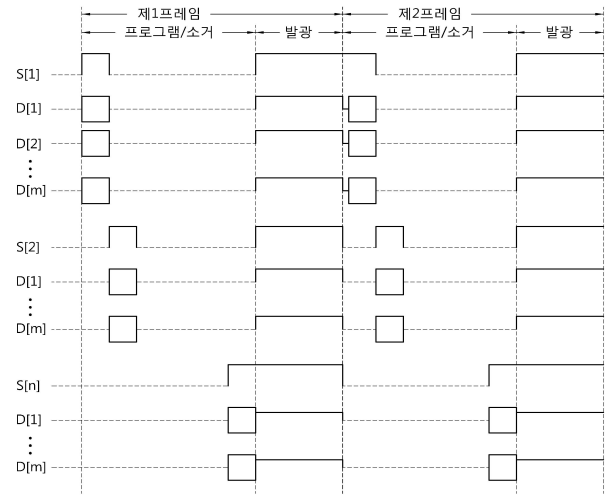 제1프레임 제2프레임
프로그램/소거 발광 프로그램/소거 발광
S[1]
D[1]
D[2]
D[m]
S[2]
D[1]
D[m]
S[n]
D[1]
D[m]